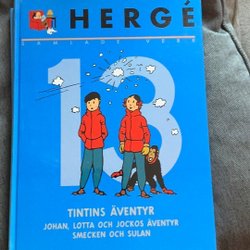 HERGÉ
SAMLADE VERK
13
TINTINS ÄVENTYR
JOHAN, LOTTA OCH JOCKOS ÄVENTYR
SMECKEN OCH SULAN